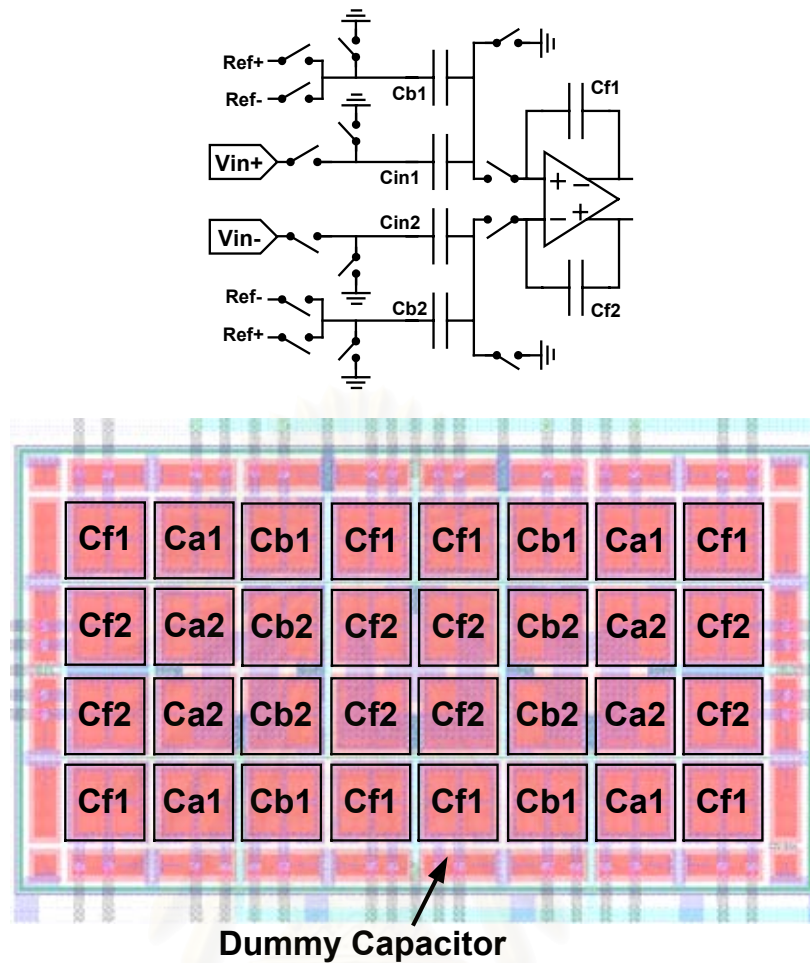 Ref+
Ref-
Cb1
Cf1
Vin+
Cin1
Cin2
Vin-
Ref-
Cb2
Cf2
Ref+
Cf1 Ca1 Cb1 Cf1 Cf1 Cb1 Ca1 Cf1
Cf2 Ca2 Cb2 Cf2 Cf2 Cb2 Ca2 Cf2
Cf2 Ca2 Cb2 Cf2 Cf2 Cb2 Ca2 Cf2
Cf1 Ca1 Cb1 Cf1 Cf1 Cb1 Ca1 Cf1
Dummy Capacitor